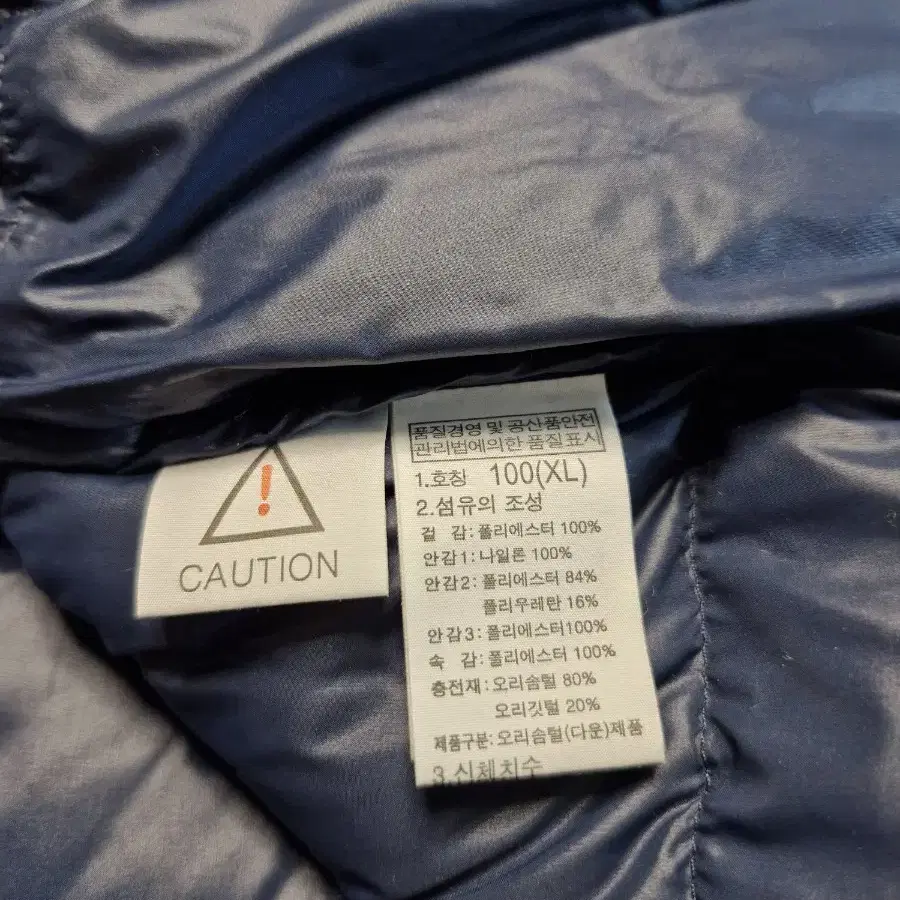 CAUTION
품질경영 및 공산품안전
관리법에의한 품질표시
1.호칭 100(XL)
2.섬유의 조성
겉 감: 폴리에스터 100%
안감1: 나일론 100%
안감2: 폴리에스터 84%
폴리우레탄 16%
안감3: 폴리에스터100%
속 감: 폴리에스터 100%
충전재: 오리솜털 80%
오리깃털 20%
제품구분: 오리솜털(다운)제품
3.신체치수